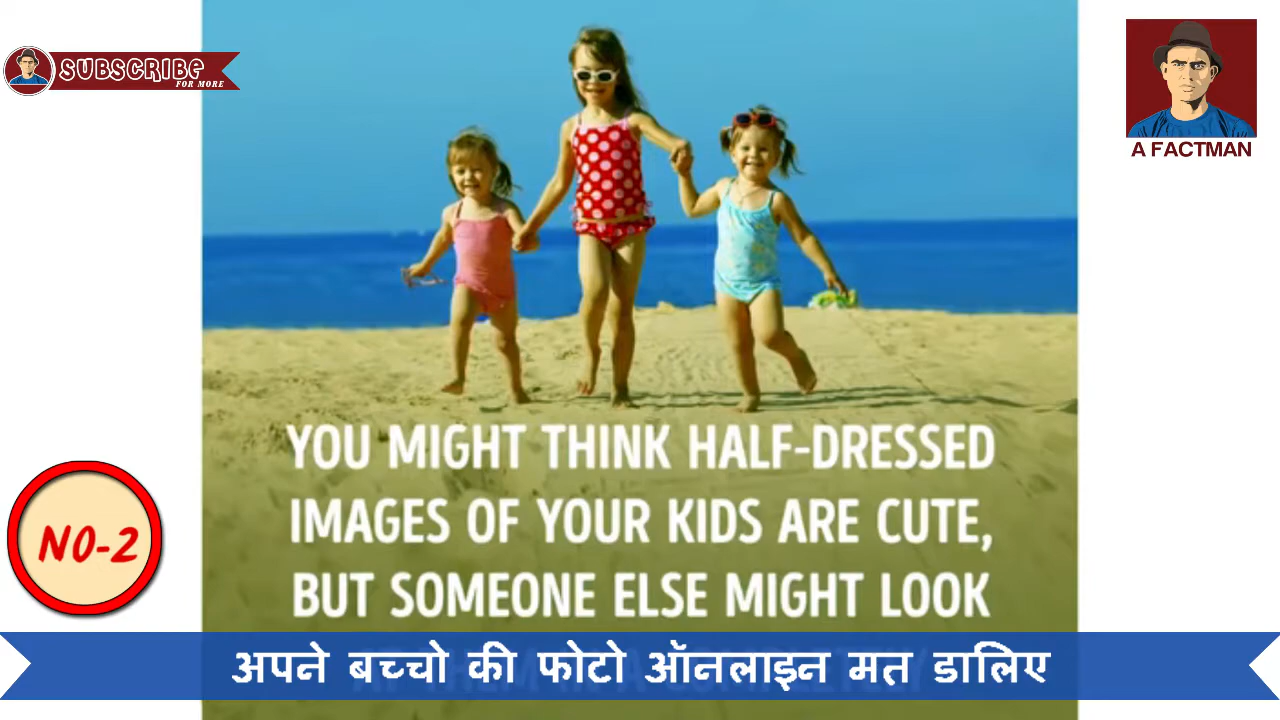 SUBSCRIBE
FOR MORE
A FACTMAN
YOU MIGHT THINK HALF-DRESSED
IMAGES OF YOUR KIDS ARE CUTE,
BUT SOMEONE ELSE MIGHT LOOK
NO-2
अपने बच्चो की फोटो ऑनलाइन मत डालिए